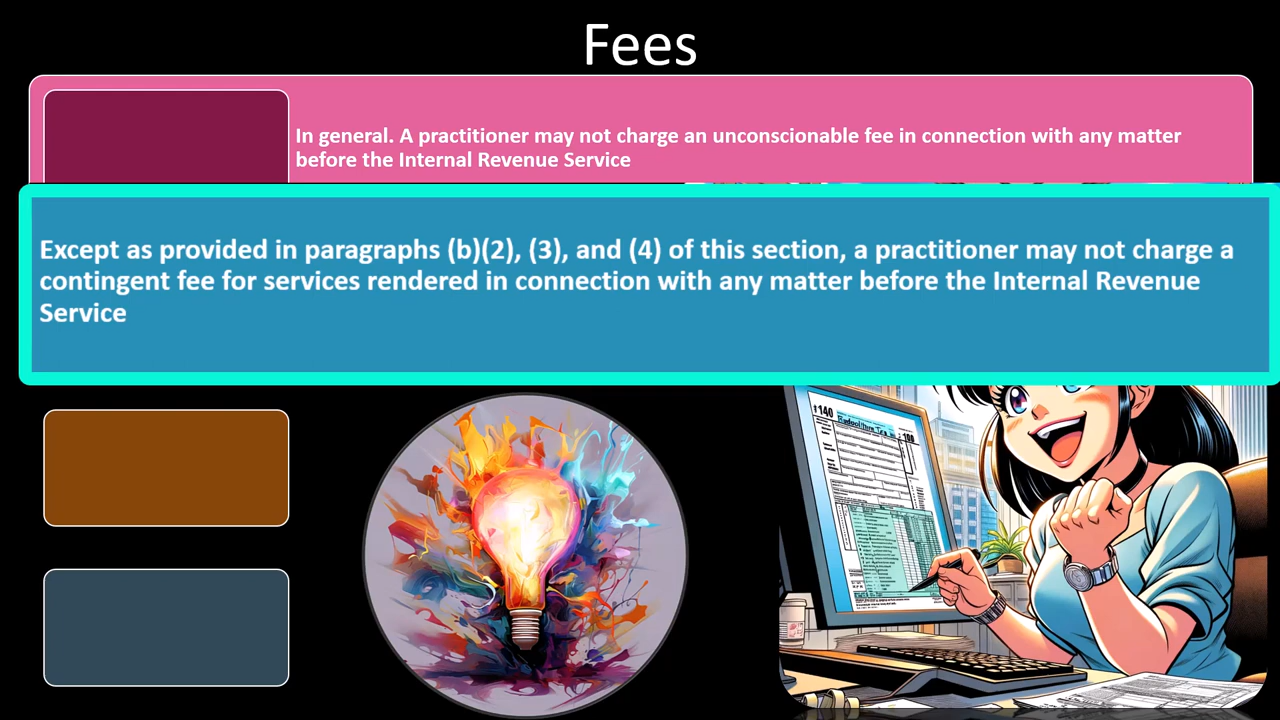 Fees
In general. A practitioner may not charge an unconscionable fee in connection with any matter
before the Internal Revenue Service
Except as provided in paragraphs (b)(2), (3), and (4) of this section, a practitioner may not charge a
contingent fee for services rendered in connection with any matter before the Internal Revenue
Service